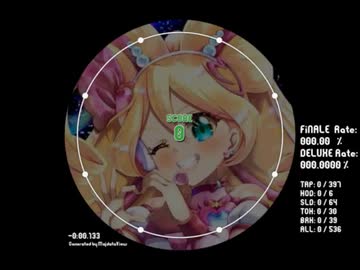 SCORE
0
FiNALE Rate:
000.00 %
DELUXE Rate:
000.0000 %
TAP: 0 / 397
HOD: 0 / 6
SLD: 0 / 64
TOH: 0 / 30
BRK: 0 / 39
ALL: 0 / 536
-0:00.133
Generated by MajdataView